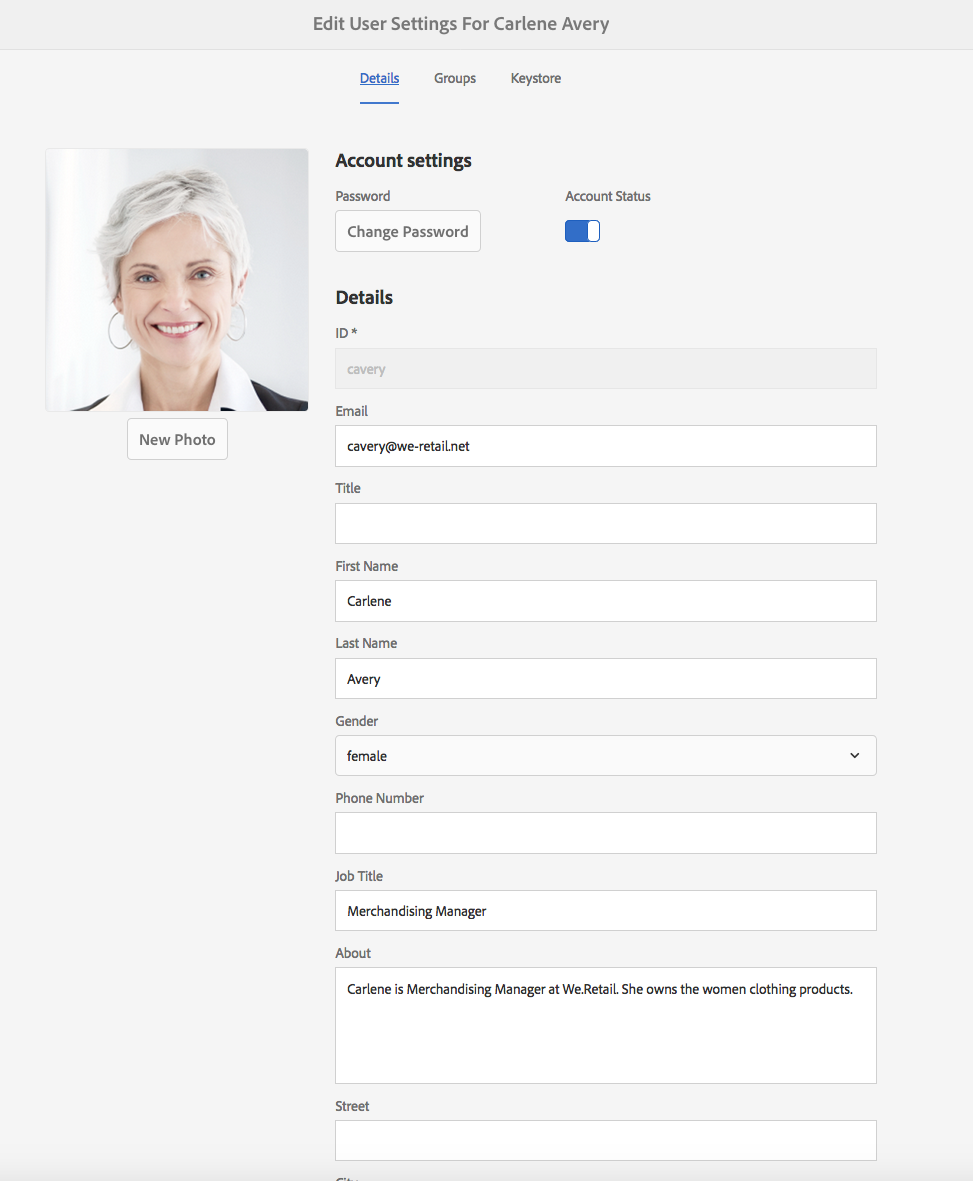 Edit User Settings For Carlene Avery
Details Groups Keystore
Account settings
Password Account Status
Change Password
Details
ID *
cavery
Email
cavery@we-retail.net
New Photo
Title
First Name
Carlene
Last Name
Avery
Gender
female
Phone Number
Job Title
Merchandising Manager
About
Carlene is Merchandising Manager at We.Retail. She owns the women clothing products.
Street